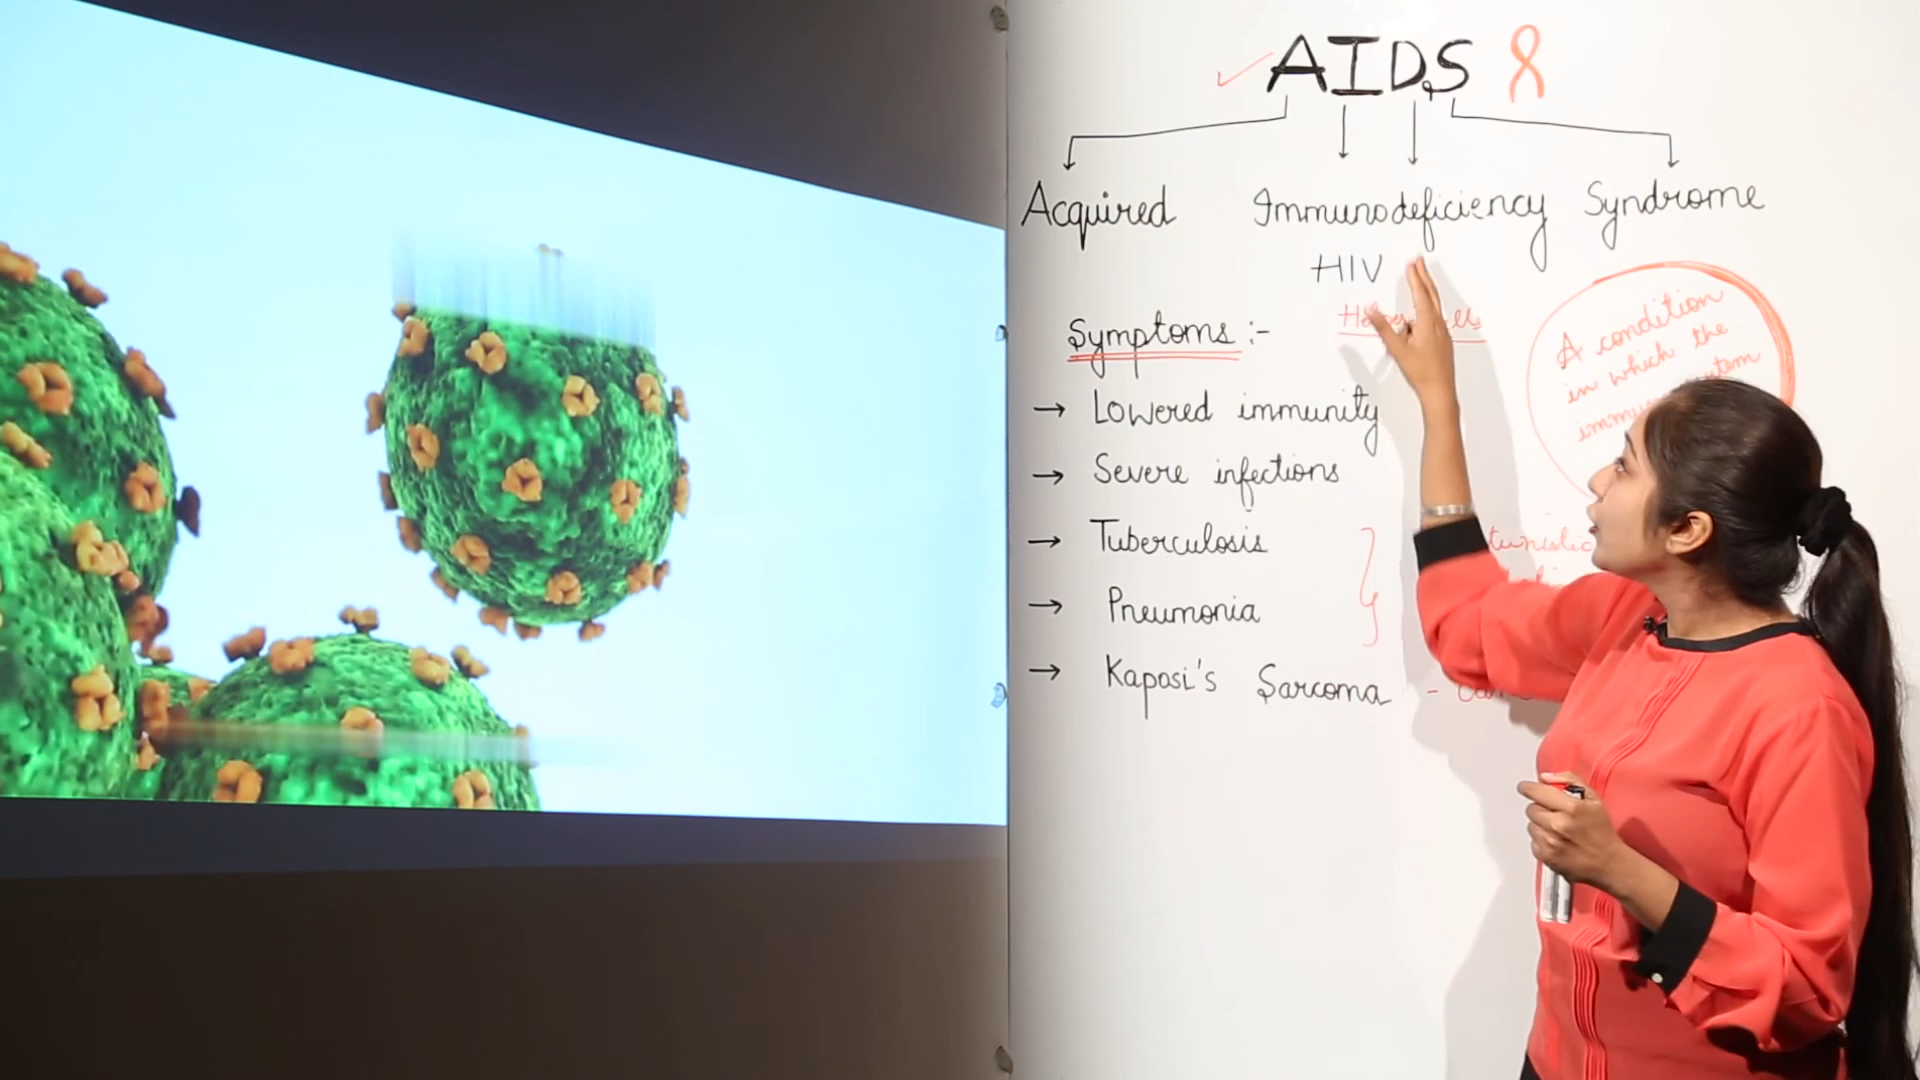 ✓ AIDS
Acquired Immunodeficiency Syndrome
HIV
Symptoms :-
→ Lowered immunity
→ Severe infections
→ Tuberculosis
→ Pneumonia
→ Kaposi's Sarcoma -
A condition
in which the